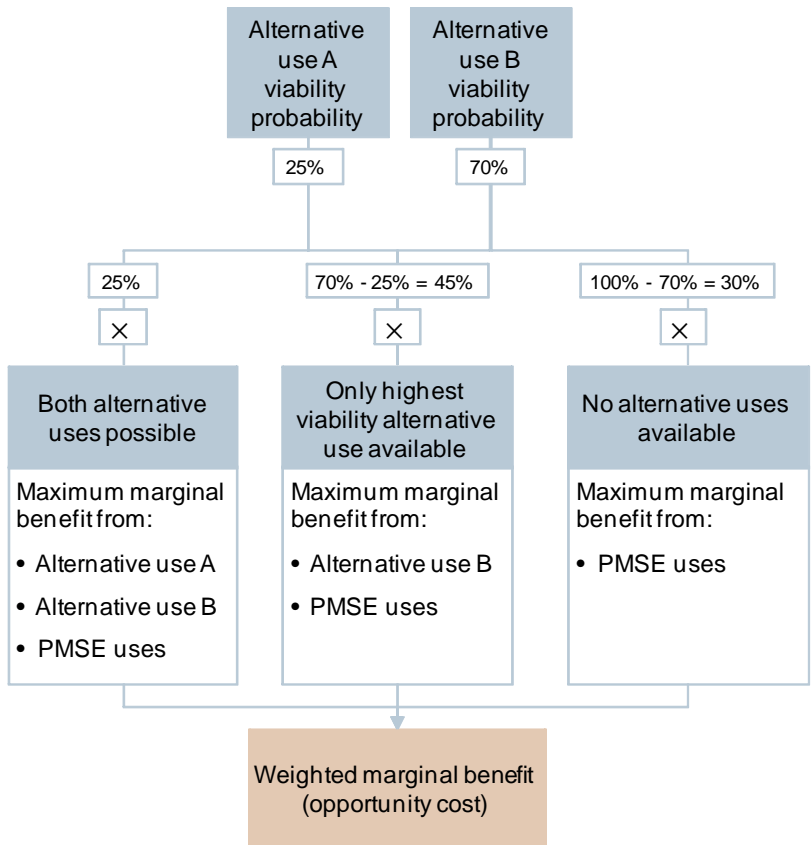 Alternative
use A
viability
probability
Alternative
use B
viability
probability
25%
70%
25%
70% - 25% = 45%
100% - 70% = 30%
×
×
×
Both alternative
uses possible
Maximum marginal
benefit from:
• Alternative use A
• Alternative use B
• PMSE uses
Only highest
viability alternative
use available
Maximum marginal
benefit from:
• Alternative use B
• PMSE uses
No alternative uses
available
Maximum marginal
benefit from:
• PMSE uses
Weighted marginal benefit
(opportunity cost)